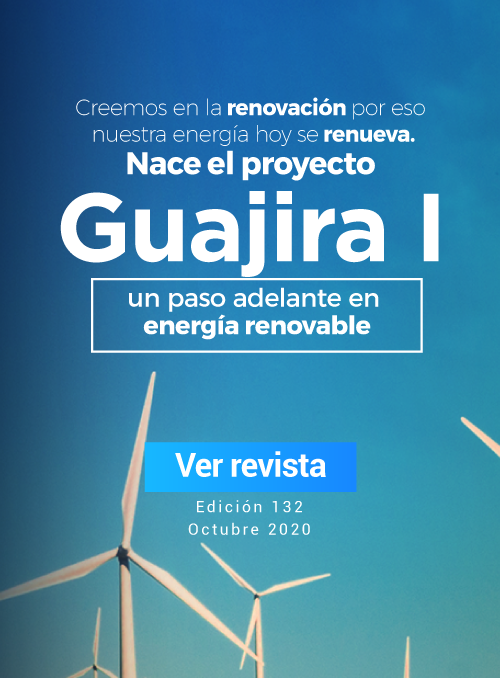 Creemos en la renovación por eso
nuestra energía hoy se renueva.
Nace el proyecto
Guajira I
un paso adelante en
energía renovable
Ver revista
Edición 132
Octubre 2020